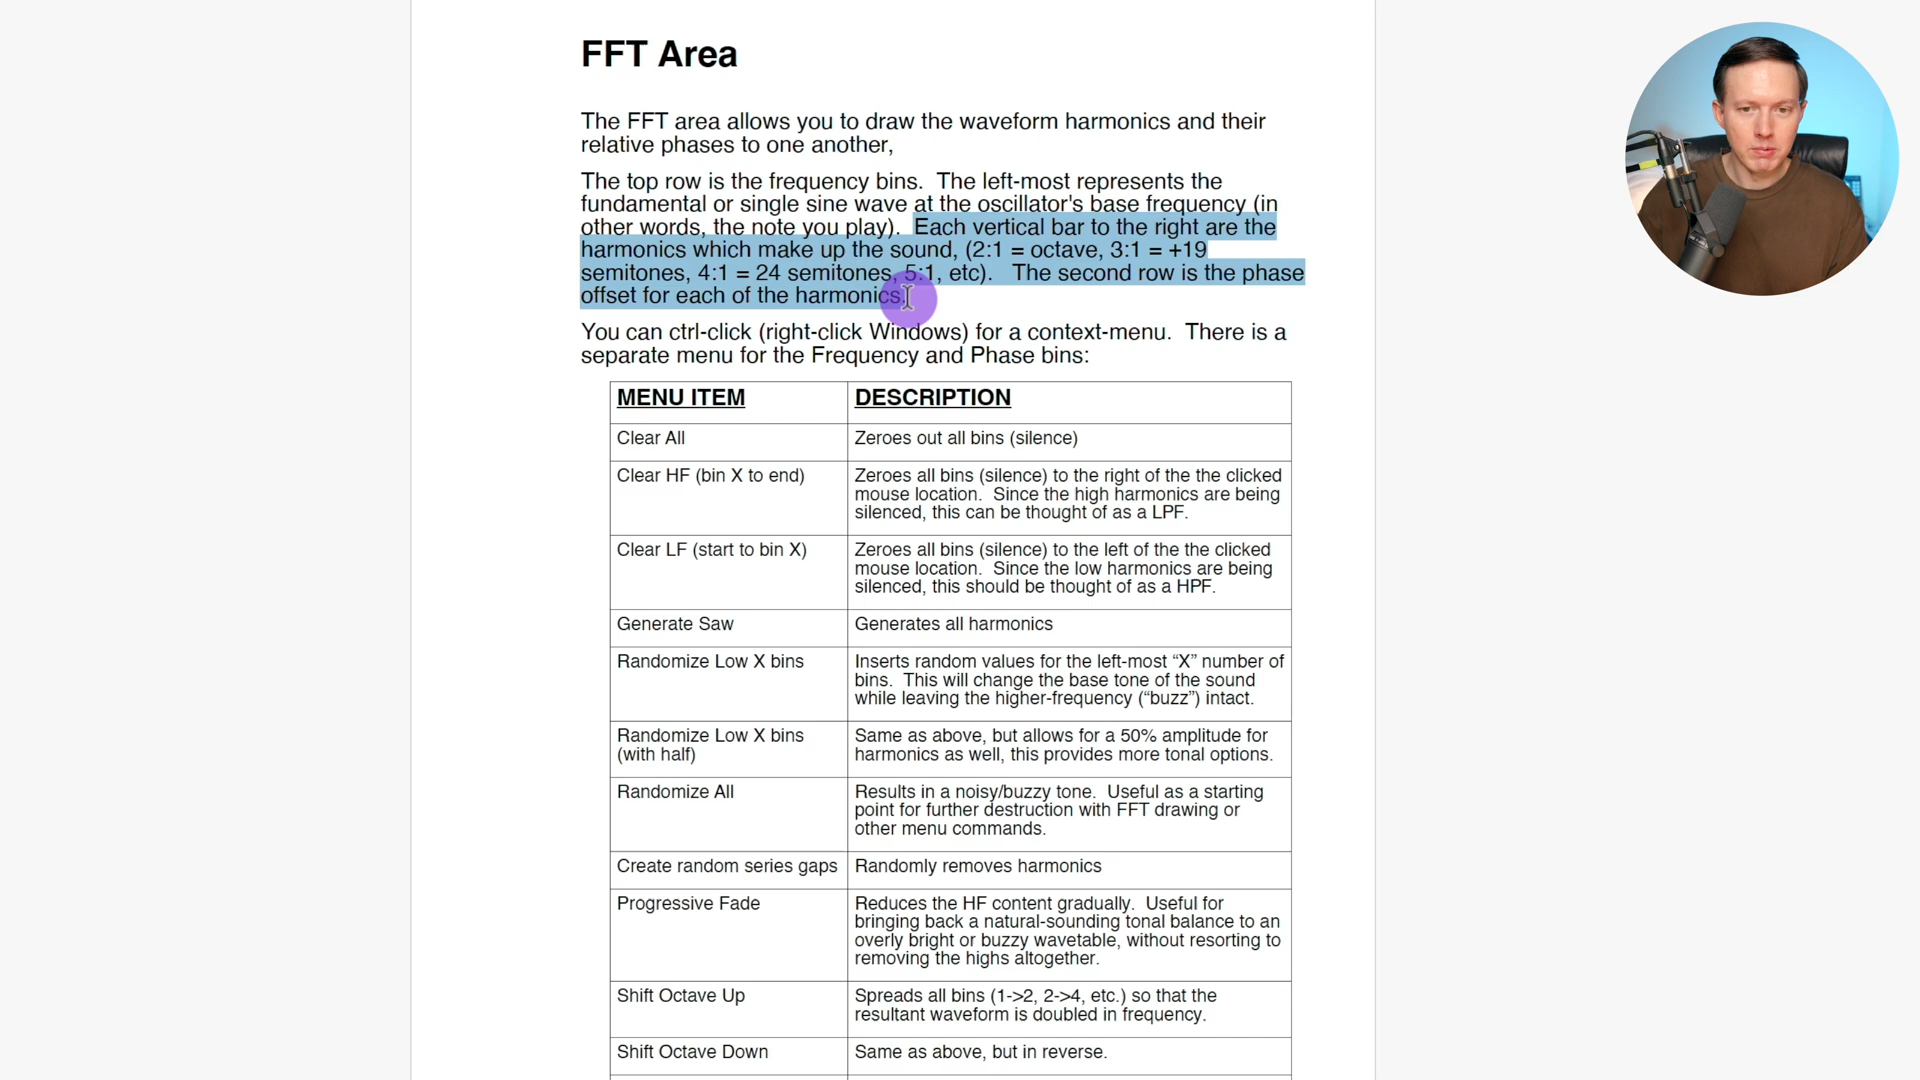 FFT Area
The FFT area allows you to draw the waveform harmonics and their
relative phases to one another,
The top row is the frequency bins.  The left-most represents the
fundamental or single sine wave at the oscillator's base frequency (in
other words, the note you play).  Each vertical bar to the right are the
harmonics which make up the sound, (2:1 = octave, 3:1 = +19
semitones, 4:1 = 24 semitones, 5:1, etc).   The second row is the phase
offset for each of the harmonics.
You can ctrl-click (right-click Windows) for a context-menu.  There is a
separate menu for the Frequency and Phase bins:
MENU ITEM DESCRIPTION
Clear All Zeroes out all bins (silence)
Clear HF (bin X to end) Zeroes all bins (silence) to the right of the the clicked
mouse location.  Since the high harmonics are being
silenced, this can be thought of as a LPF.
Clear LF (start to bin X) Zeroes all bins (silence) to the left of the the clicked
mouse location.  Since the low harmonics are being
silenced, this should be thought of as a HPF.
Generate Saw Generates all harmonics
Randomize Low X bins Inserts random values for the left-most “X” number of
bins.  This will change the base tone of the sound
while leaving the higher-frequency (“buzz”) intact.
Randomize Low X bins Same as above, but allows for a 50% amplitude for
(with half) harmonics as well, this provides more tonal options.
Randomize All Results in a noisy/buzzy tone.  Useful as a starting
point for further destruction with FFT drawing or
other menu commands.
Create random series gaps Randomly removes harmonics
Progressive Fade Reduces the HF content gradually.  Useful for
bringing back a natural-sounding tonal balance to an
overly bright or buzzy wavetable, without resorting to
removing the highs altogether.
Shift Octave Up Spreads all bins (1->2, 2->4, etc.) so that the
resultant waveform is doubled in frequency.
Shift Octave Down Same as above, but in reverse.